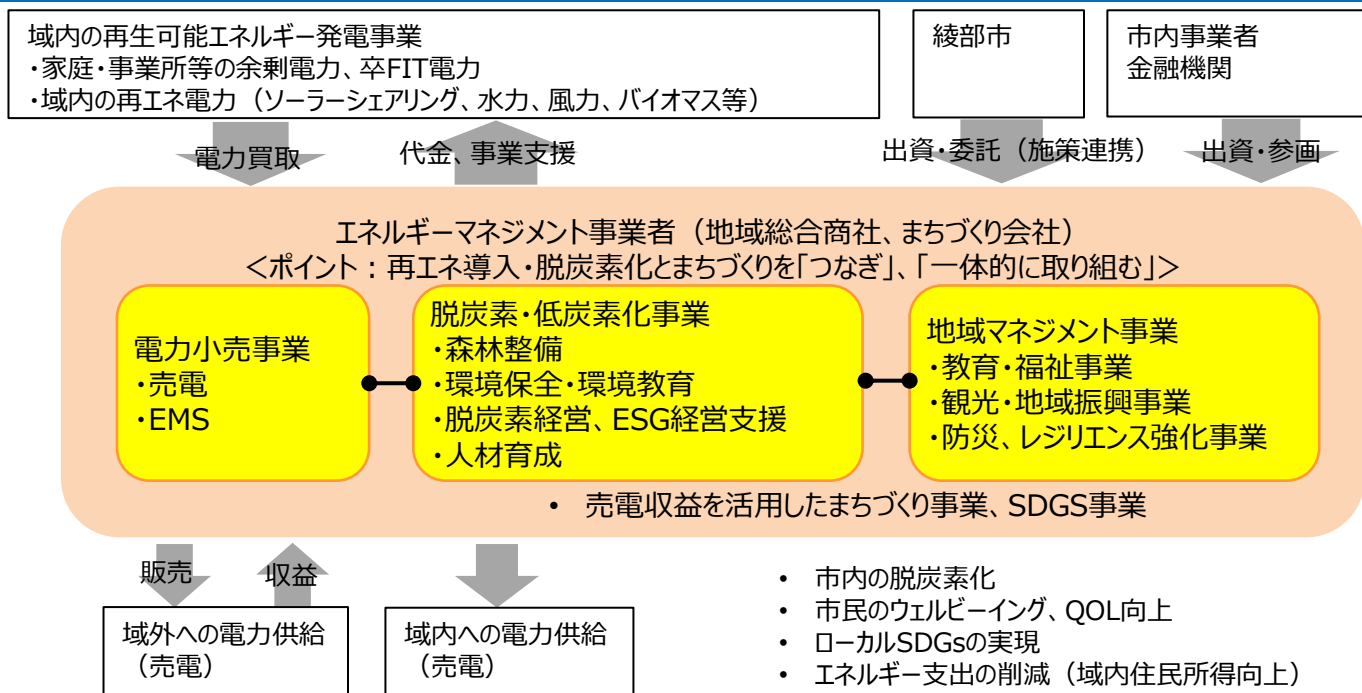 域内の再生可能エネルギー発電事業
・家庭・事業所等の余剰電力、卒FIT電力
・域内の再エネ電力（ソーラーシェアリング、水力、風力、バイオマス等）
綾部市
市内事業者
金融機関
電力買取
代金、事業支援
出資・委託（施策連携）
出資・参画
エネルギーマネジメント事業者（地域総合商社、まちづくり会社）
＜ポイント：再エネ導入・脱炭素化とまちづくりを「つなぎ」、「一体的に取り組む」＞
電力小売事業
・売電
・EMS
脱炭素・低炭素化事業
・森林整備
・環境保全・環境教育
・脱炭素経営、ESG経営支援
・人材育成
地域マネジメント事業
・教育・福祉事業
・観光・地域振興事業
・防災、レジリエンス強化事業
• 売電収益を活用したまちづくり事業、SDGS事業
販売
収益
域外への電力供給
（売電）
域内への電力供給
（売電）
• 市内の脱炭素化
• 市民のウェルビーイング、QOL向上
• ローカルSDGsの実現
• エネルギー支出の削減（域内住民所得向上）